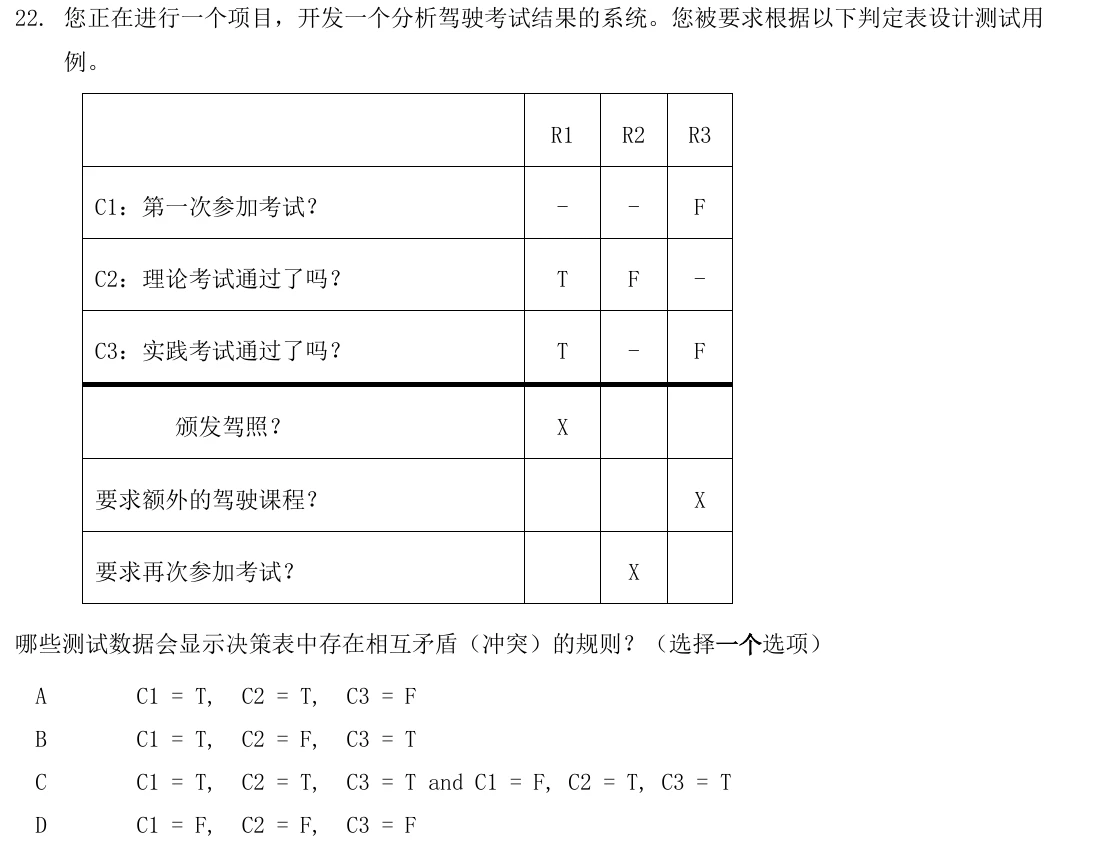 22. 您正在进行一个项目，开发一个分析驾驶考试结果的系统。您被要求根据以下判定表设计测试用
例。
R1 R2 R3
C1：第一次参加考试？ - - F
C2：理论考试通过了吗？ T F -
C3：实践考试通过了吗？ T - F
颁发驾照？ X
要求额外的驾驶课程？ X
要求再次参加考试？ X
哪些测试数据会显示决策表中存在相互矛盾（冲突）的规则？（选择一个选项）
A C1 = T, C2 = T, C3 = F
B C1 = T, C2 = F, C3 = T
C C1 = T, C2 = T, C3 = T and C1 = F, C2 = T, C3 = T
D C1 = F, C2 = F, C3 = F